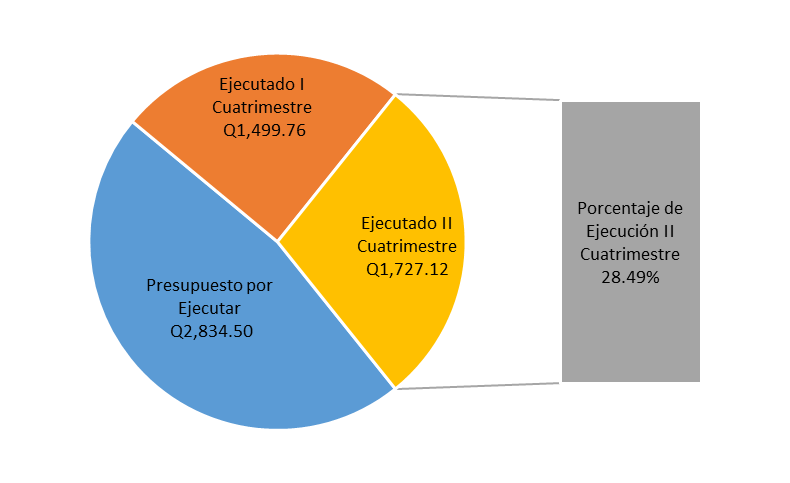 Ejecutado I
Cuatrimestre
Q1,499.76
Ejecutado II
Cuatrimestre
Q1,727.12
Presupuesto por
Ejecutar
Q2,834.50
Porcentaje de
Ejecución II
Cuatrimestre
28.49%